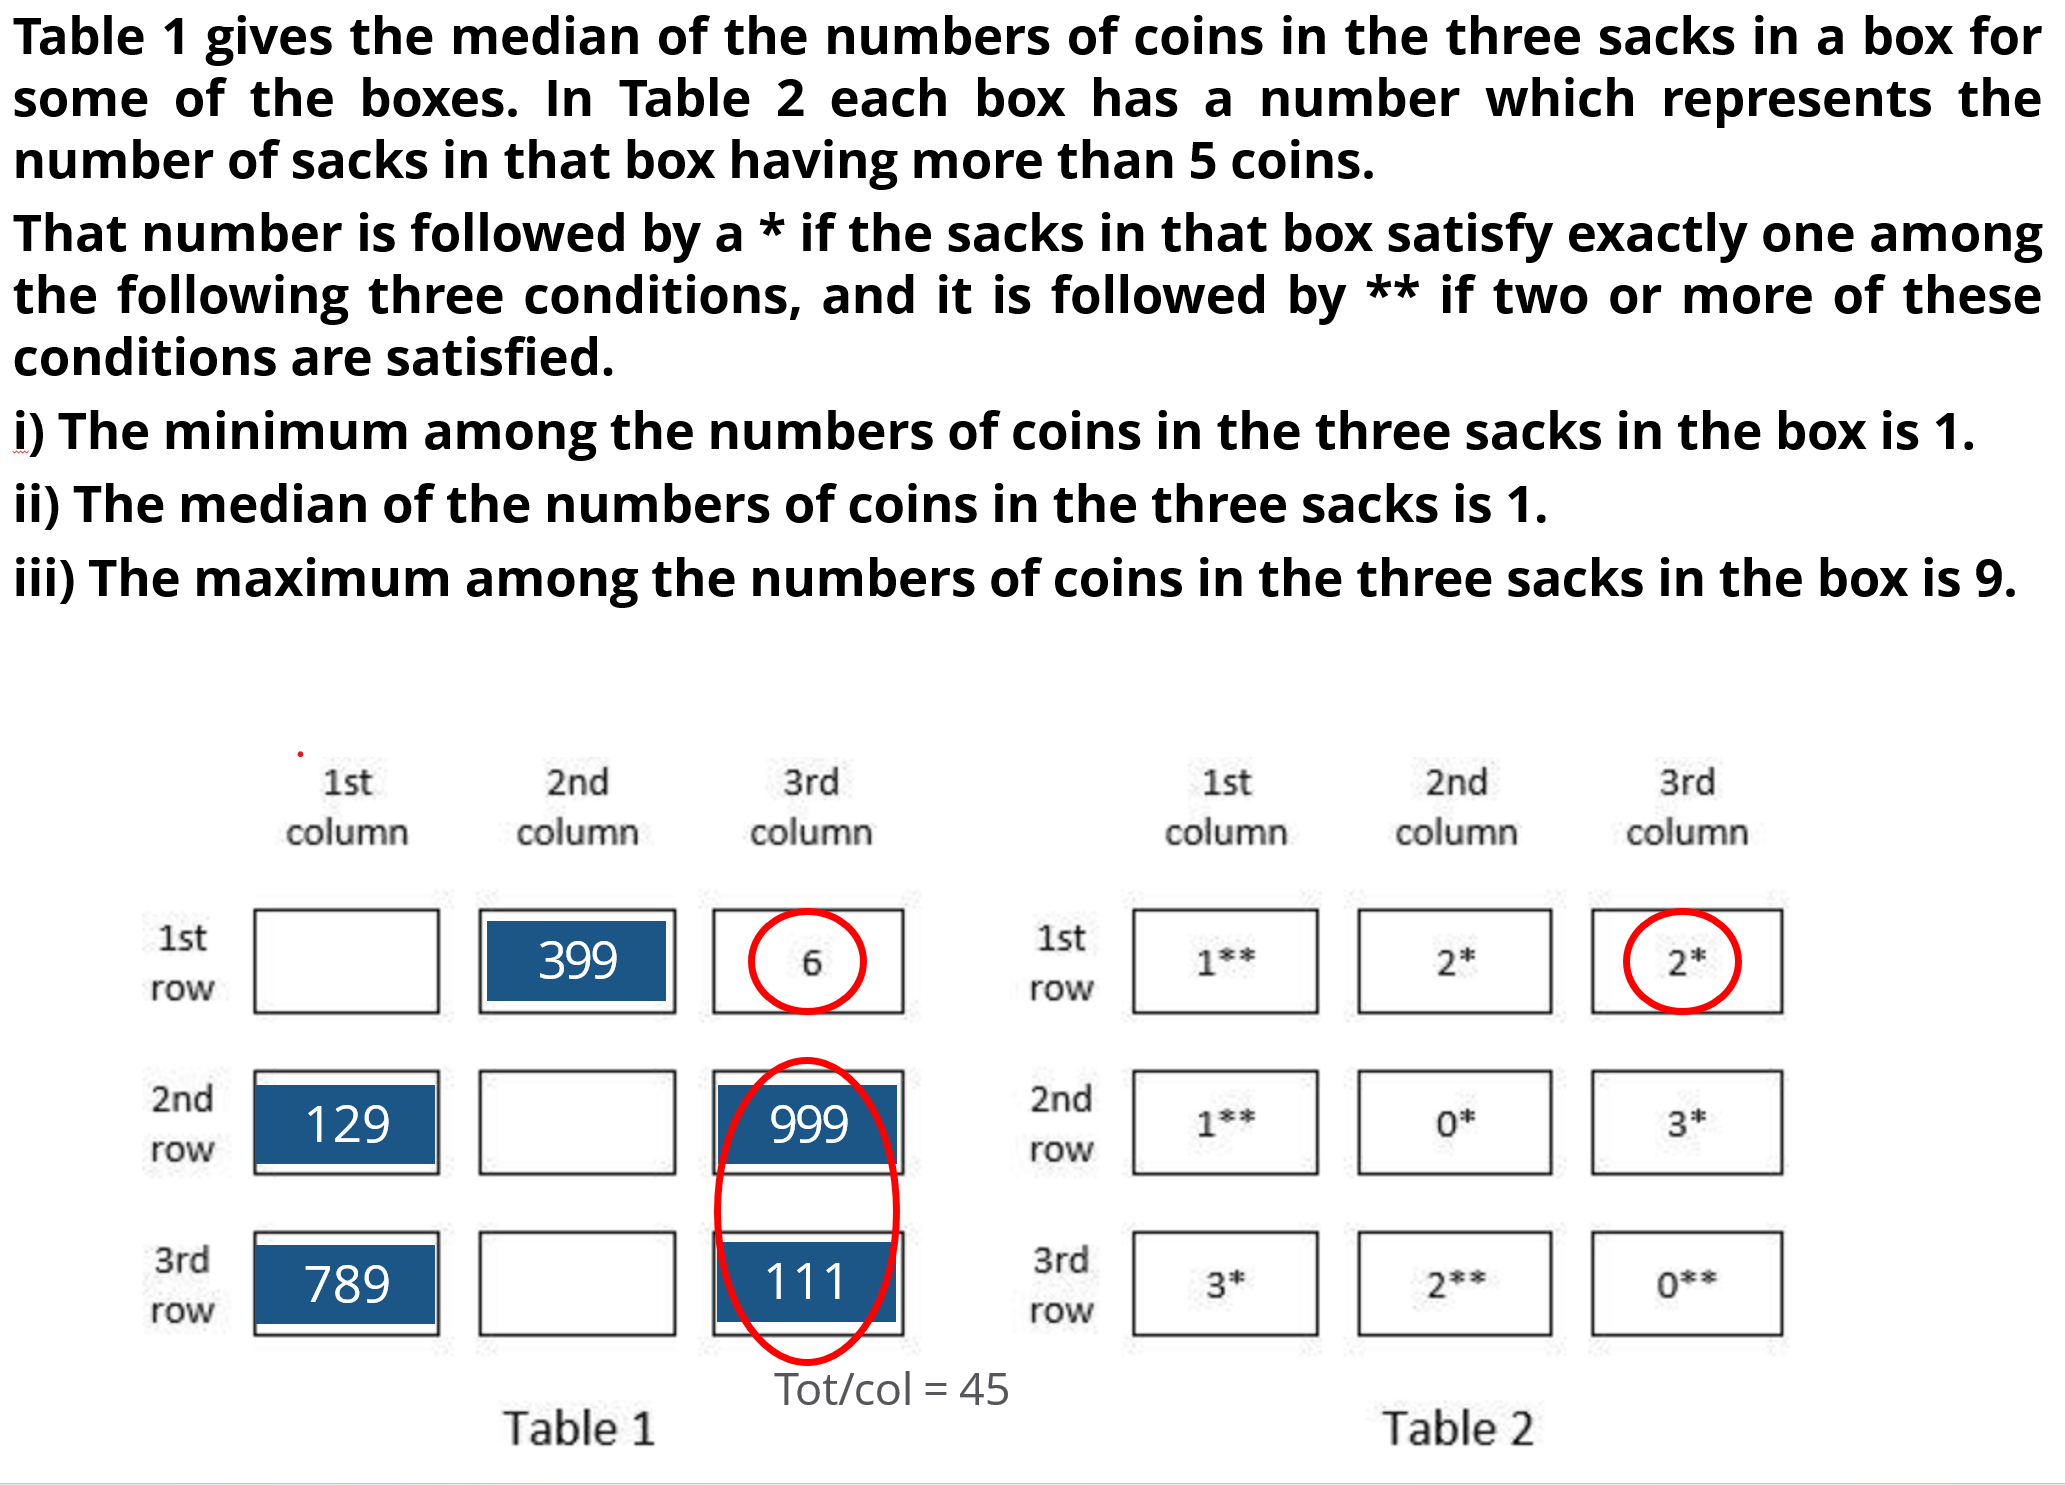 Table 1 gives the median of the numbers of coins in the three sacks in a box for
some of the boxes. In Table 2 each box has a number which represents the
number of sacks in that box having more than 5 coins.
That number is followed by a * if the sacks in that box satisfy exactly one among
the following three conditions, and it is followed by ** if two or more of these
conditions are satisfied.
i) The minimum among the numbers of coins in the three sacks in the box is 1.
ii) The median of the numbers of coins in the three sacks is 1.
iii) The maximum among the numbers of coins in the three sacks in the box is 9.
1st column 2nd column 3rd column
1st row 399 6
2nd row 129 999
3rd row 789 111
Tot/col = 45
Table 1
1st column 2nd column 3rd column
1st row 1** 2* 2*
2nd row 1** 0* 3*
3rd row 3* 2** 0**
Table 2